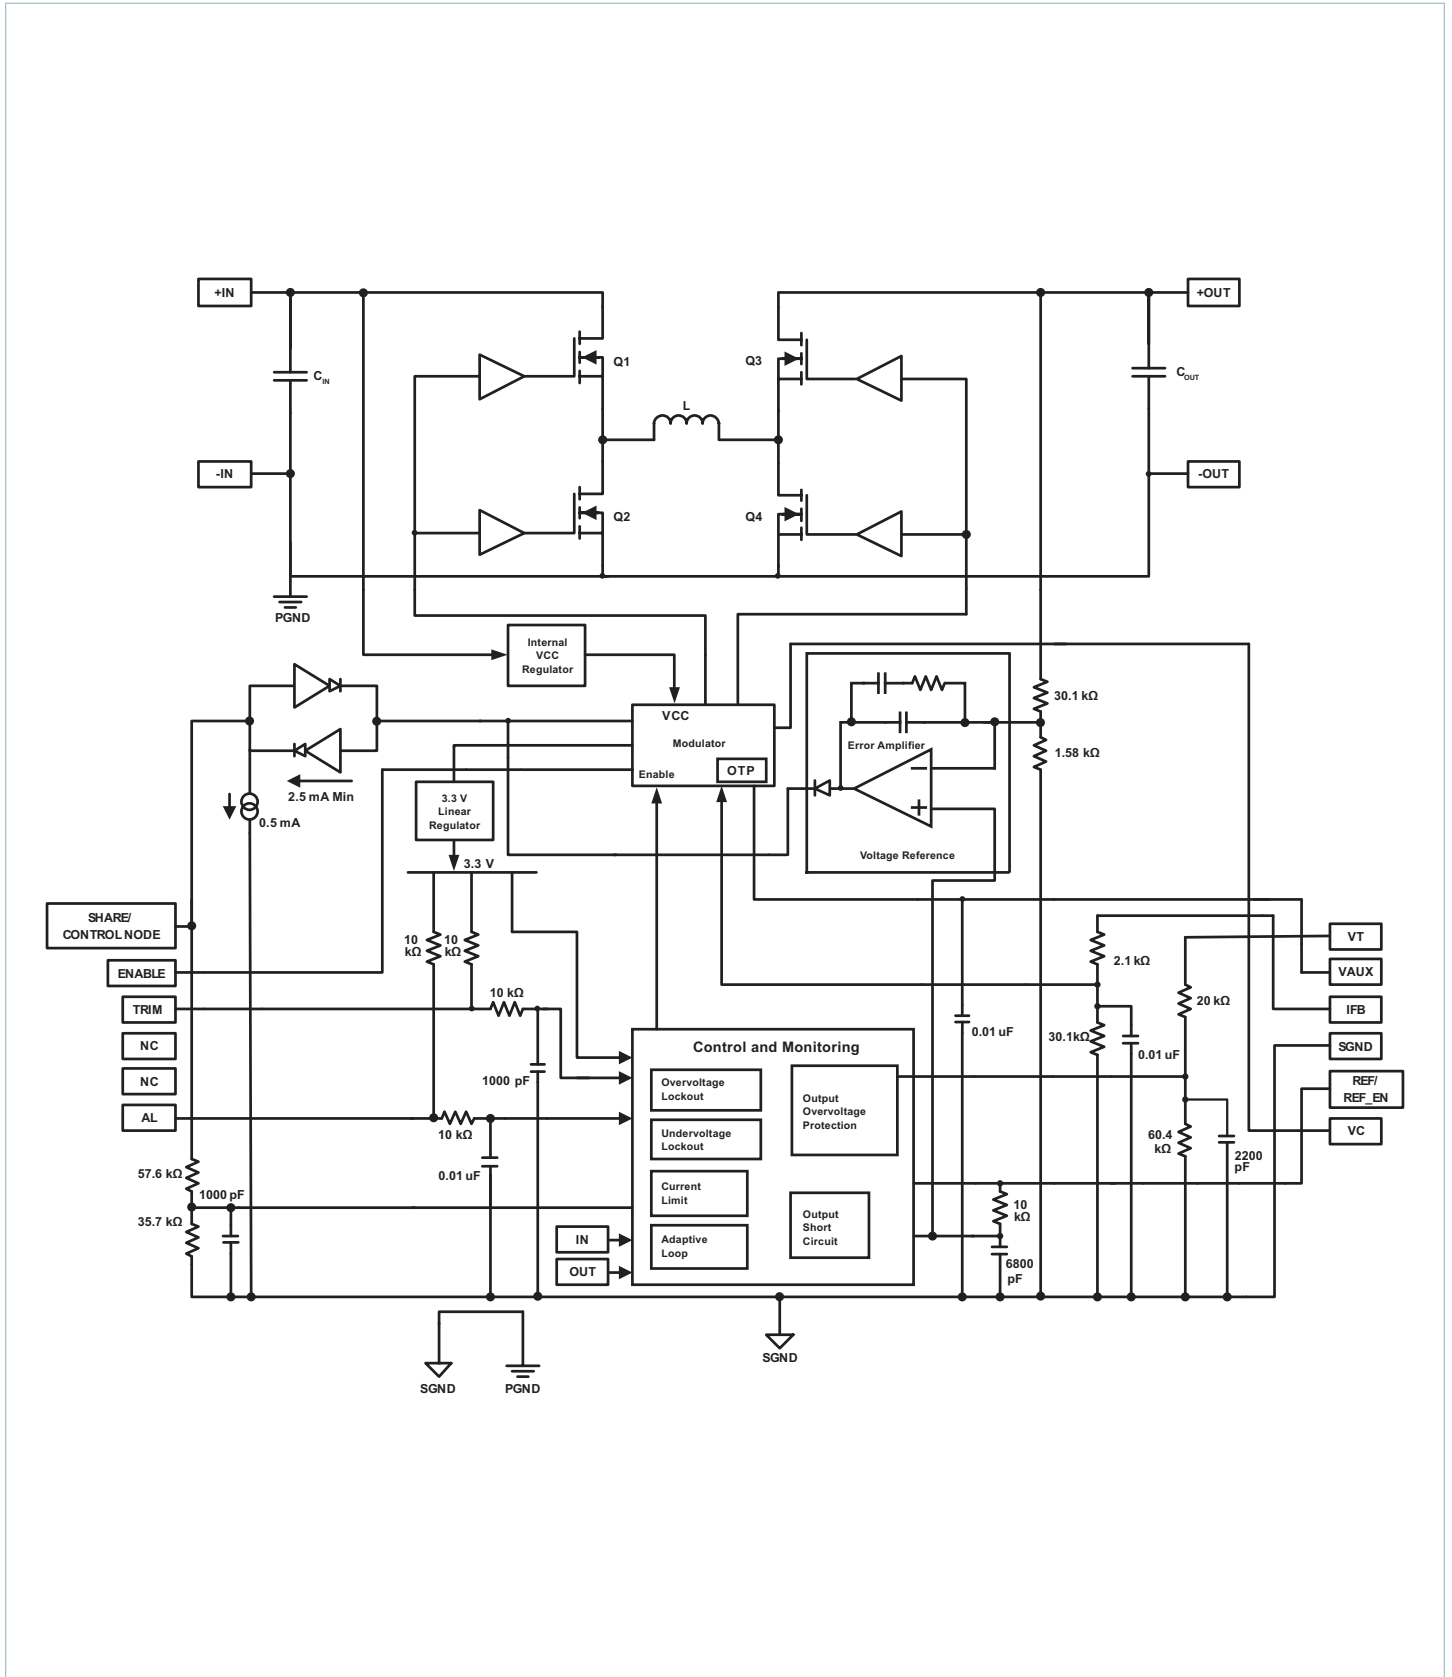 +IN
+OUT
Q1
Q3
C_IN
C_OUT
L
-IN
-OUT
Q2
Q4
PGND
Internal
VCC
Regulator
30.1 kΩ
VCC
Modulator
Error Amplifier
1.58 kΩ
Enable
OTP
2.5 mA Min
3.3 V
Linear
Regulator
0.5 mA
Voltage Reference
3.3 V
SHARE/
CONTROL NODE
10
kΩ
10
kΩ
VT
2.1 kΩ
ENABLE
VAUX
10 kΩ
20 kΩ
TRIM
IFB
0.01 uF
30.1kΩ
NC
Control and Monitoring
SGND
0.01 uF
1000 pF
NC
Overvoltage
Lockout
Output
Overvoltage
Protection
REF/
REF_EN
AL
10 kΩ
Undervoltage
Lockout
60.4
kΩ
VC
2200
pF
57.6 kΩ
0.01 uF
1000 pF
Current
Limit
10
kΩ
35.7 kΩ
Output
Short
Circuit
IN
Adaptive
Loop
OUT
6800
pF
SGND
SGND
PGND